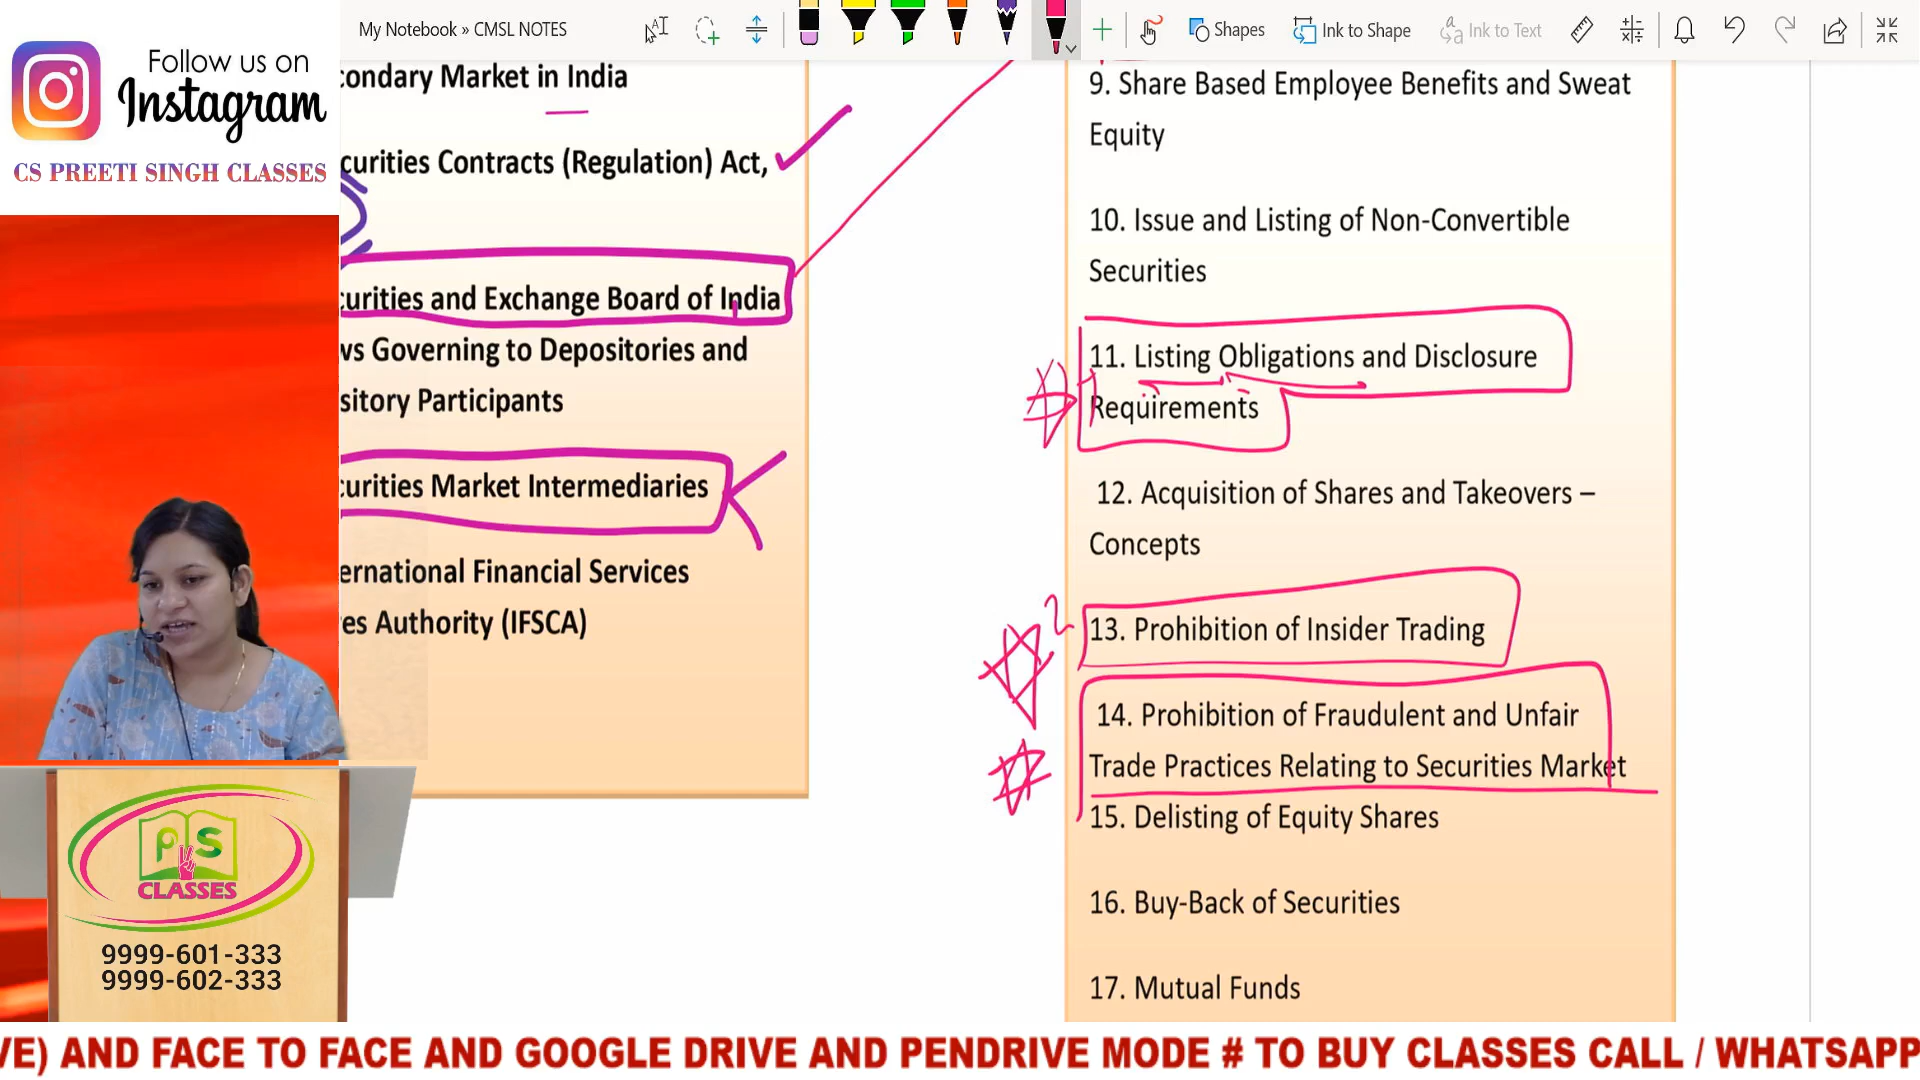 My Notebook » CMSL NOTES
Shapes
Ink to Shape
Ink to Text
Follow us on
Instagram
CS PREETI SINGH CLASSES
condary Market in India
curities Contracts (Regulation) Act,
curities and Exchange Board of India
ws Governing to Depositories and
sitory Participants
curities Market Intermediaries
ernational Financial Services
res Authority (IFSCA)
9. Share Based Employee Benefits and Sweat
Equity
10. Issue and Listing of Non-Convertible
Securities
11. Listing Obligations and Disclosure
Requirements
12. Acquisition of Shares and Takeovers –
Concepts
2
13. Prohibition of Insider Trading
14. Prohibition of Fraudulent and Unfair
Trade Practices Relating to Securities Market
15. Delisting of Equity Shares
16. Buy-Back of Securities
17. Mutual Funds
PS
CLASSES
9999-601-333
9999-602-333
VE) AND FACE TO FACE AND GOOGLE DRIVE AND PENDRIVE MODE # TO BUY CLASSES CALL / WHATSAPP